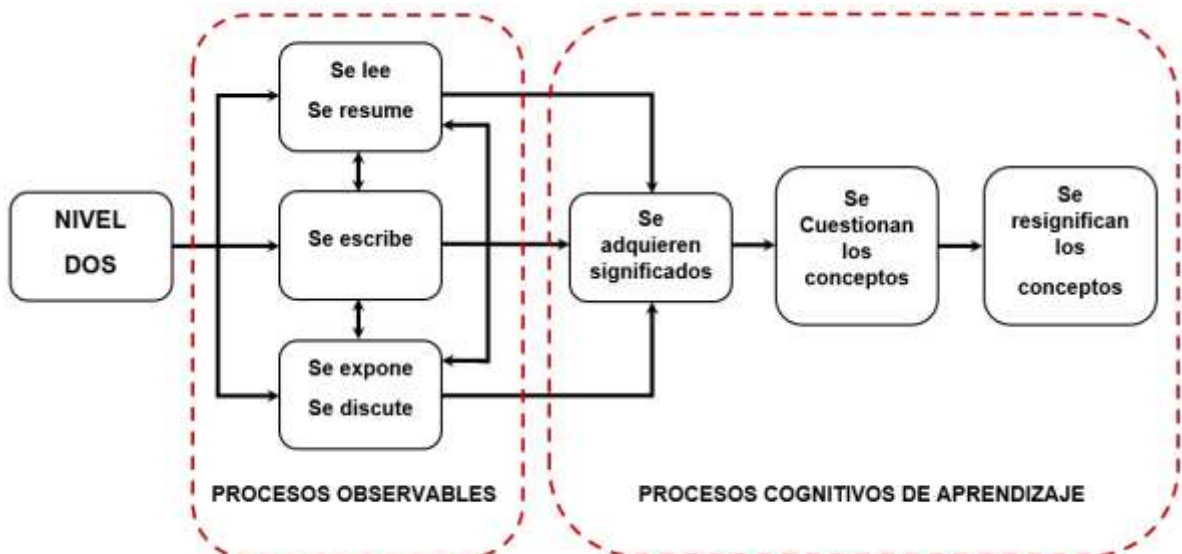 NIVEL
DOS
Se lee
Se resume
Se escribe
Se expone
Se discute
PROCESOS OBSERVABLES
Se
adquieren
significados
Se
Cuestionan
los
conceptos
Se
resignifican
los
conceptos
PROCESOS COGNITIVOS DE APRENDIZAJE